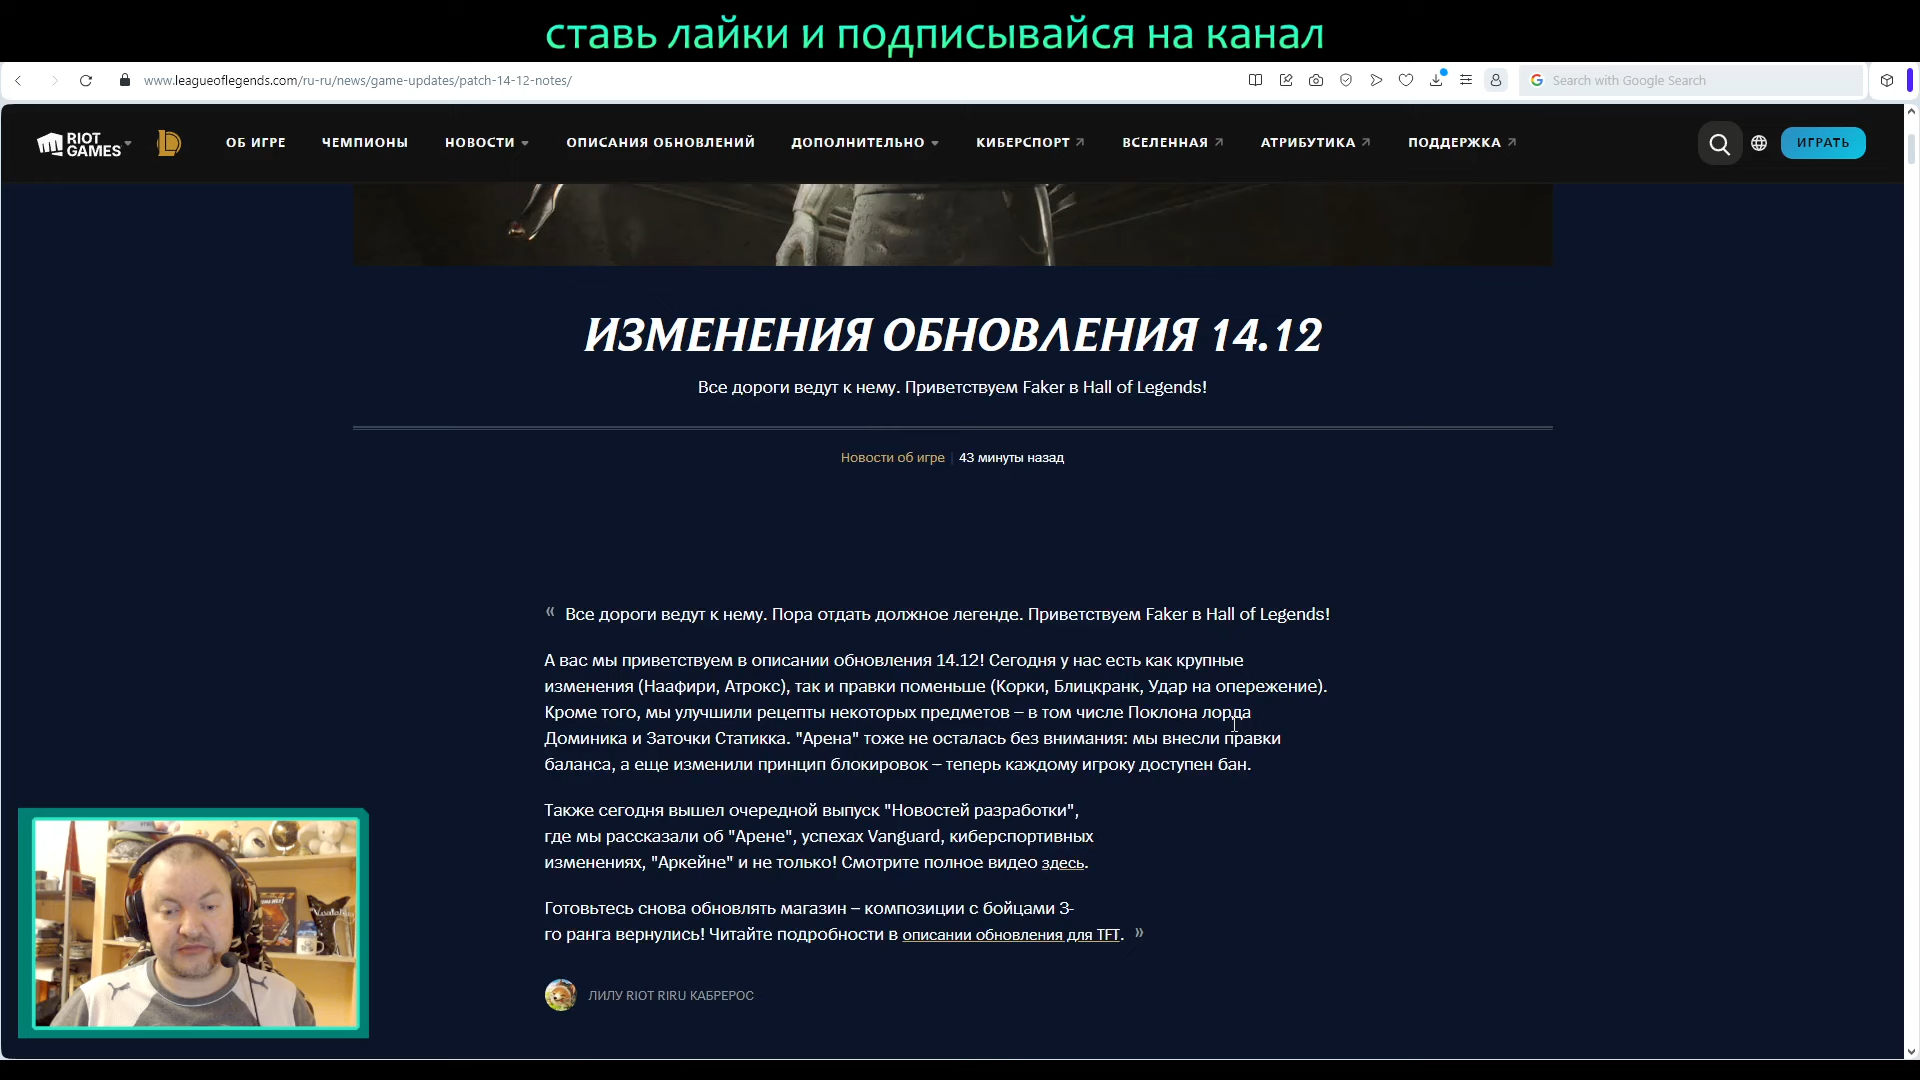 ставь лайки и подписывайся на канал
www.leagueoflegends.com/ru-ru/news/game-updates/patch-14-12-notes/
Search with Google Search
RIOT GAMES
ОБ ИГРЕ
ЧЕМПИОНЫ
НОВОСТИ
ОПИСАНИЯ ОБНОВЛЕНИЙ
ДОПОЛНИТЕЛЬНО
КИБЕРСПОРТ
ВСЕЛЕННАЯ
АТРИБУТИКА
ПОДДЕРЖКА
ИГРАТЬ
ИЗМЕНЕНИЯ ОБНОВЛЕНИЯ 14.12
Все дороги ведут к нему. Приветствуем Faker в Hall of Legends!
Новости об игре | 43 минуты назад
« Все дороги ведут к нему. Пора отдать должное легенде. Приветствуем Faker в Hall of Legends!
А вас мы приветствуем в описании обновления 14.12! Сегодня у нас есть как крупные
изменения (Наафири, Атрокс), так и правки поменьше (Корки, Блицкранк, Удар на опережение).
Кроме того, мы улучшили рецепты некоторых предметов – в том числе Поклона лорда
Доминика и Заточки Статикка. "Арена" тоже не осталась без внимания: мы внесли правки
баланса, а еще изменили принцип блокировок – теперь каждому игроку доступен бан.
Также сегодня вышел очередной выпуск "Новостей разработки",
где мы рассказали об "Арене", успехах Vanguard, киберспортивных
изменениях, "Аркейне" и не только! Смотрите полное видео здесь.
Готовьтесь снова обновлять магазин – композиции с бойцами 3-
го ранга вернулись! Читайте подробности в описании обновления для TFT. »
ЛИЛУ RIOT RIRU КАБРЕРОС